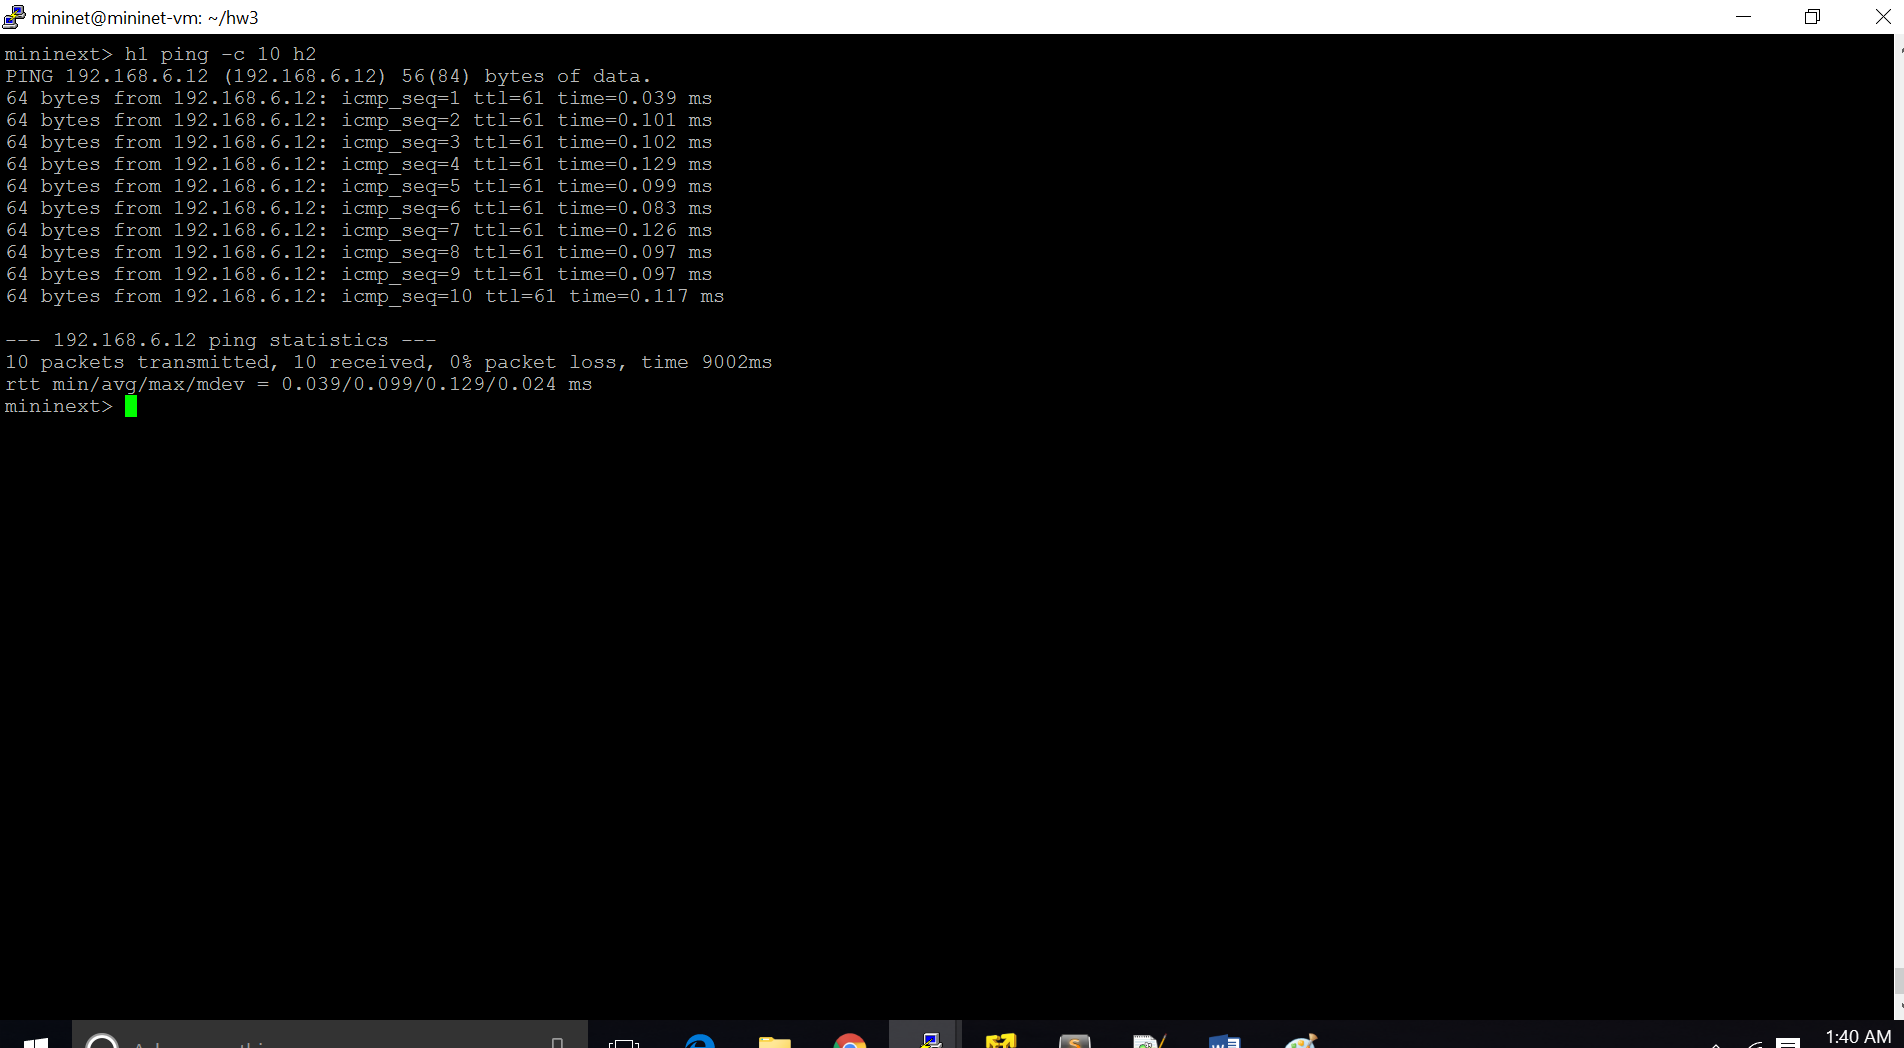 mininet@mininet-vm: ~/hw3
mininext> h1 ping -c 10 h2
PING 192.168.6.12 (192.168.6.12) 56(84) bytes of data.
64 bytes from 192.168.6.12: icmp_seq=1 ttl=61 time=0.039 ms
64 bytes from 192.168.6.12: icmp_seq=2 ttl=61 time=0.101 ms
64 bytes from 192.168.6.12: icmp_seq=3 ttl=61 time=0.102 ms
64 bytes from 192.168.6.12: icmp_seq=4 ttl=61 time=0.129 ms
64 bytes from 192.168.6.12: icmp_seq=5 ttl=61 time=0.099 ms
64 bytes from 192.168.6.12: icmp_seq=6 ttl=61 time=0.083 ms
64 bytes from 192.168.6.12: icmp_seq=7 ttl=61 time=0.126 ms
64 bytes from 192.168.6.12: icmp_seq=8 ttl=61 time=0.097 ms
64 bytes from 192.168.6.12: icmp_seq=9 ttl=61 time=0.097 ms
64 bytes from 192.168.6.12: icmp_seq=10 ttl=61 time=0.117 ms
--- 192.168.6.12 ping statistics ---
10 packets transmitted, 10 received, 0% packet loss, time 9002ms
rtt min/avg/max/mdev = 0.039/0.099/0.129/0.024 ms
mininext>
1:40 AM